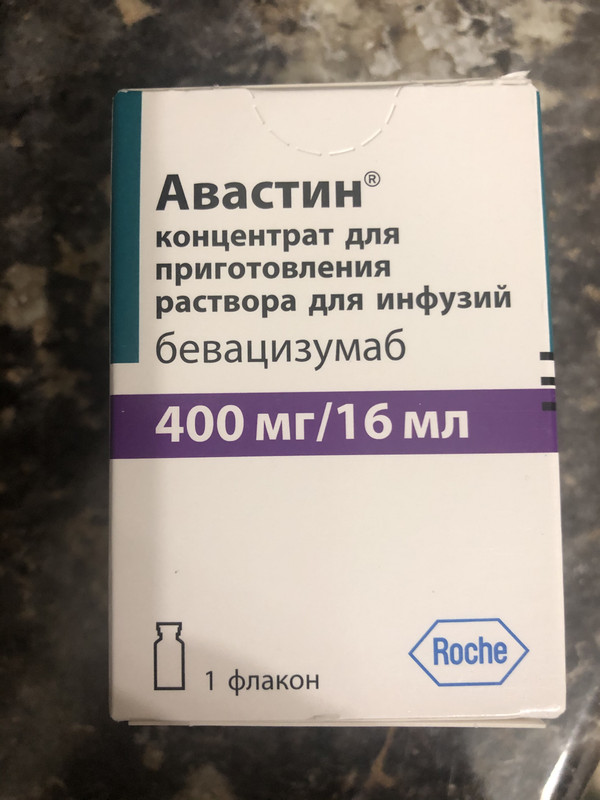 Авастин®
концентрат для
приготовления
раствора для инфузий
бевацизумаб
400 мг/16 мл
1 флакон
Roche